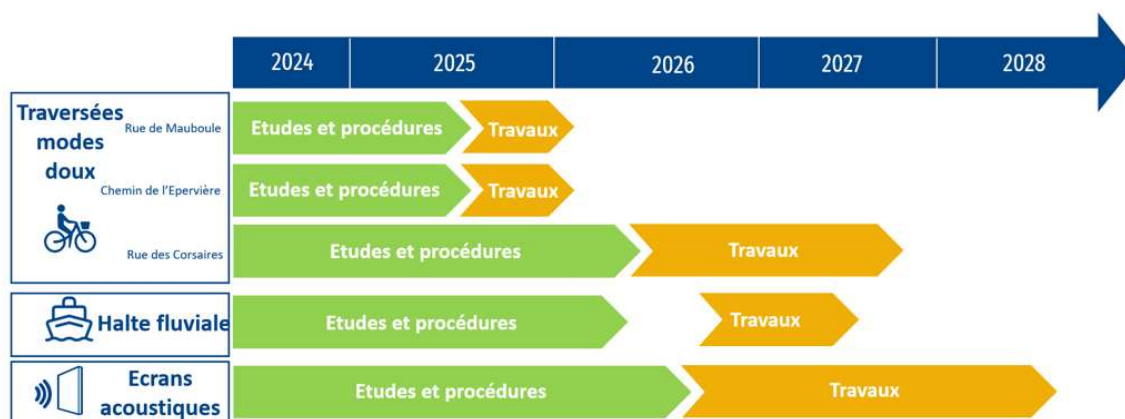 2024 2025 2026 2027 2028
Traversées
modes
doux
Rue de Mauboule
Etudes et procédures
Travaux
Chemin de l'Epervière
Etudes et procédures
Travaux
Rue des Corsaires
Etudes et procédures
Travaux
Halte fluviale
Etudes et procédures
Travaux
Ecrans
acoustiques
Etudes et procédures
Travaux